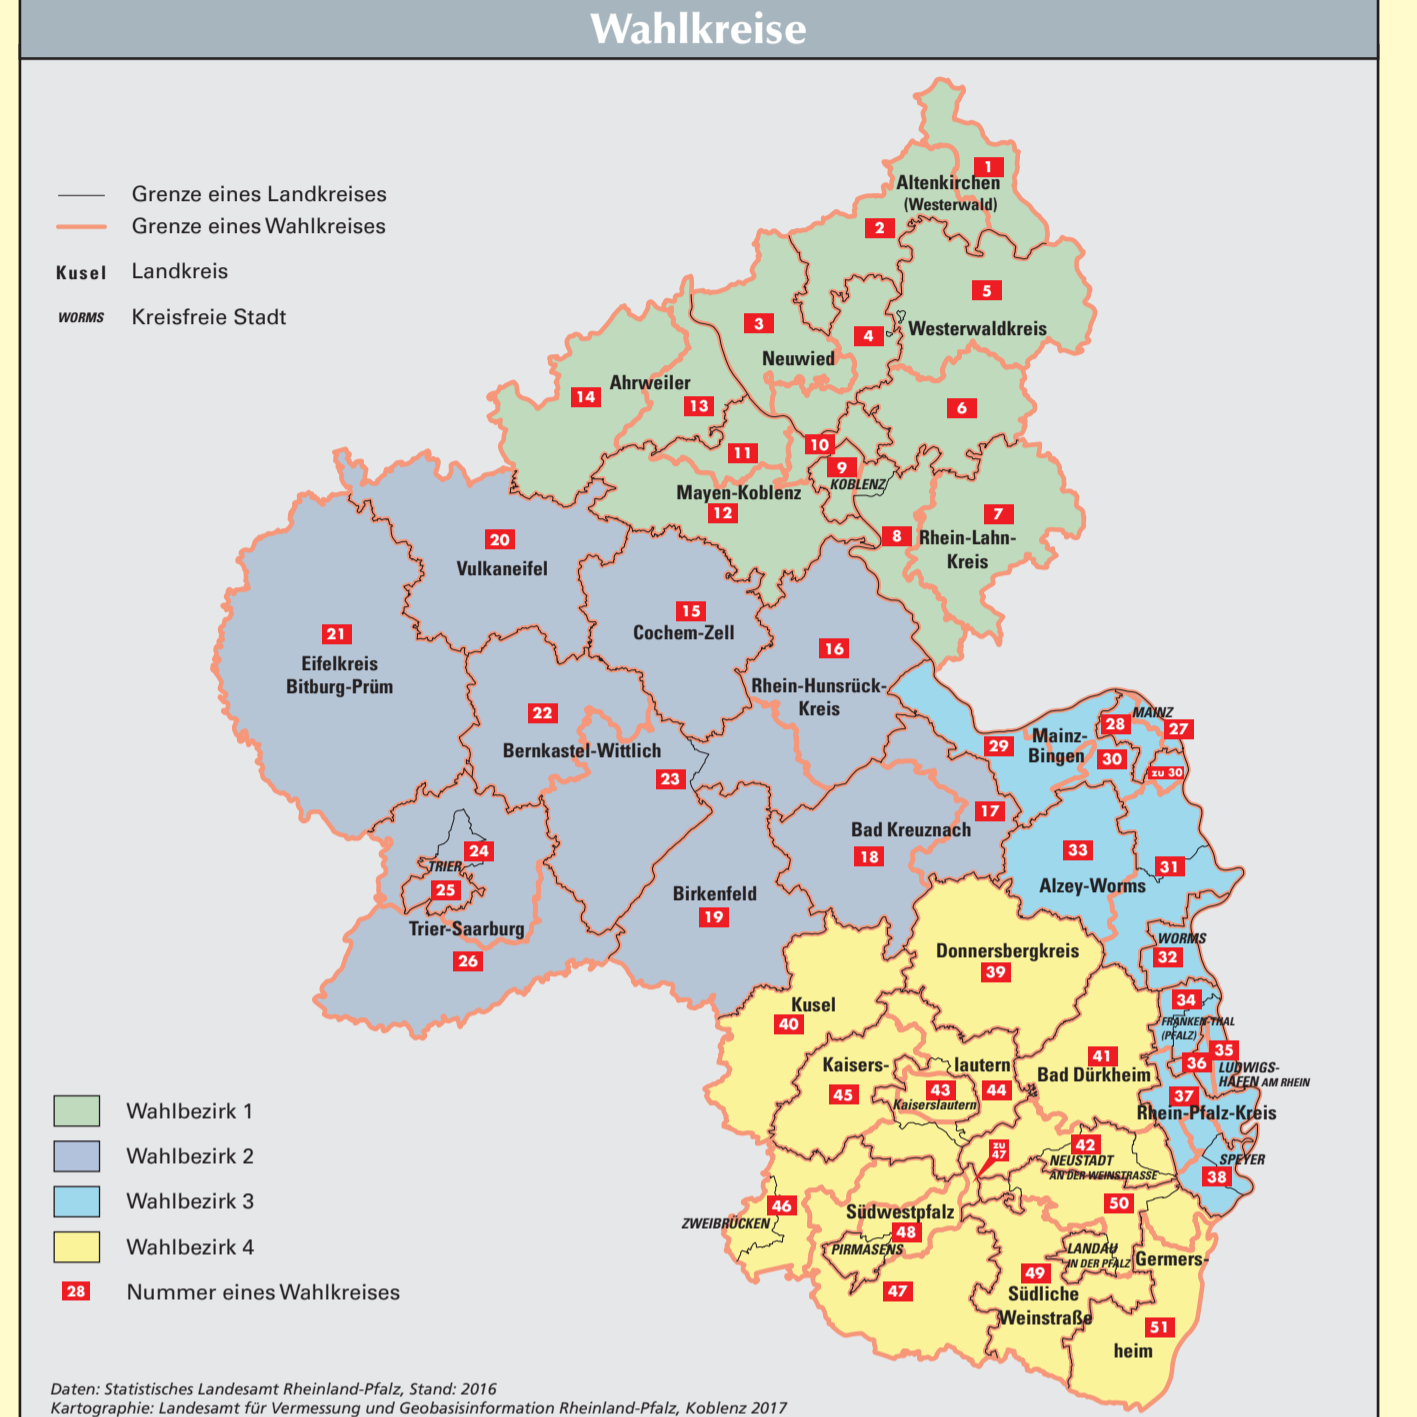 Wahlkreise
Grenze eines Landkreises
Grenze eines Wahlkreises
Kusel Landkreis
WORMS Kreisfreie Stadt
1
Altenkirchen
(Westerwald)
2
5
3
4
Westerwaldkreis
Neuwied
Ahrweiler
14
13
6
10
11
9
KOBLENZ
Mayen-Koblenz
12
7
8
Rhein-Lahn-
Kreis
20
Vulkaneifel
15
Cochem-Zell
21
Eifelkreis
Bitburg-Prüm
16
Rhein-Hunsrück-
Kreis
22
Bernkastel-Wittlich
23
MAINZ
28
27
29
Mainz-
Bingen
30
zu 30
17
Bad Kreuznach
18
33
Alzey-Worms
31
24
TRIER
25
Trier-Saarburg
26
Birkenfeld
19
Donnersbergkreis
39
WORMS
32
Kusel
40
34
FRANKEN-THAL
(PFALZ)
35
36
LUDWIGS-
HAFEN AM RHEIN
41
Bad Dürkheim
Kaisers-
lautern
45
43
44
Kaiserslautern
37
Rhein-Pfalz-Kreis
zu
47
42
NEUSTADT
AN DER WEINSTRASSE
SPEYER
38
46
ZWEIBRÜCKEN
Südwestpfalz
48
PIRMASENS
47
50
LANDAU
IN DER PFALZ
Germers-
49
Südliche
Weinstraße
51
heim
Wahlbezirk 1
Wahlbezirk 2
Wahlbezirk 3
Wahlbezirk 4
28 Nummer eines Wahlkreises
Daten: Statistisches Landesamt Rheinland-Pfalz, Stand: 2016
Kartographie: Landesamt für Vermessung und Geobasisinformation Rheinland-Pfalz, Koblenz 2017